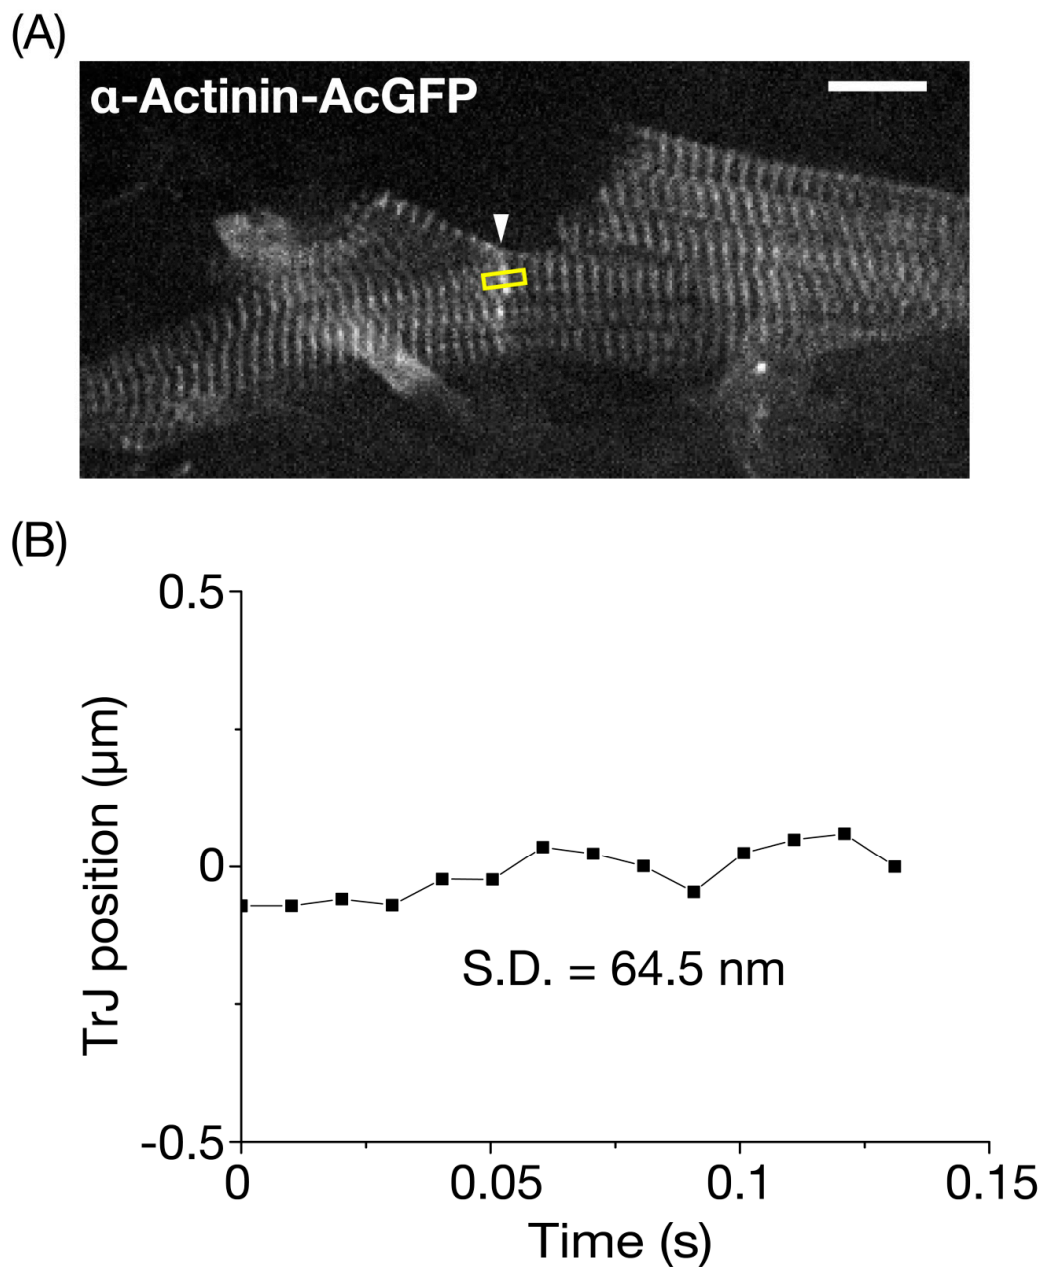 (A)
α-Actinin-AcGFP
(B)
0.5
0
-0.5
TrJ position (μm)
S.D. = 64.5 nm
0 0.05 0.1 0.15
Time (s)